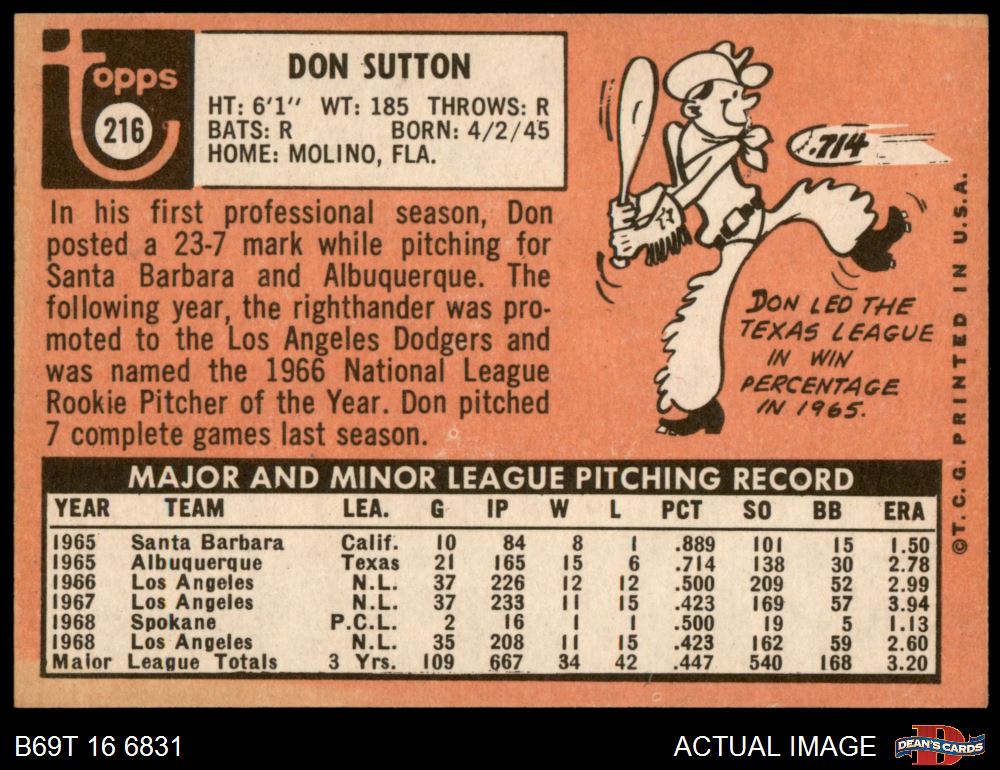 topps
216
DON SUTTON
HT: 6'1" WT: 185 THROWS: R
BATS: R BORN: 4/2/45
HOME: MOLINO, FLA.
In his first professional season, Don
posted a 23-7 mark while pitching for
Santa Barbara and Albuquerque. The
following year, the righthander was pro-
moted to the Los Angeles Dodgers and
was named the 1966 National League
Rookie Pitcher of the Year. Don pitched
7 complete games last season.
.714
DON LED THE
TEXAS LEAGUE
IN WIN
PERCENTAGE
IN 1965.
©T.C.G. PRINTED IN U.S.A.
MAJOR AND MINOR LEAGUE PITCHING RECORD
YEAR TEAM LEA. G IP W L PCT SO BB ERA
1965 Santa Barbara Calif. 10 84 8 1 .889 101 15 1.50
1965 Albuquerque Texas 21 165 15 6 .714 138 30 2.78
1966 Los Angeles N.L. 37 226 12 12 .500 209 52 2.99
1967 Los Angeles N.L. 37 233 11 15 .423 169 57 3.94
1968 Spokane P.C.L. 2 16 1 1 .500 19 5 1.13
1968 Los Angeles N.L. 35 208 11 15 .423 162 59 2.60
Major League Totals 3 Yrs. 109 667 34 42 .447 540 168 3.20
B69T 16 6831
ACTUAL IMAGE
DEAN'S CARDS